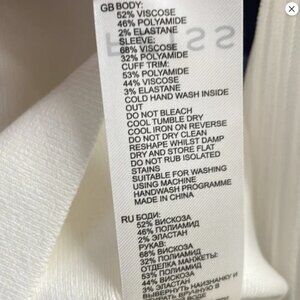 GB BODY:
52% VISCOSE
46% POLYAMIDE
2% ELASTANE
SLEEVE:
68% VISCOSE
32% POLYAMIDE
CUFF TRIM:
53% POLYAMIDE
44% VISCOSE
3% ELASTANE
COLD HAND WASH INSIDE
OUT
DO NOT BLEACH
COOL TUMBLE DRY
COOL IRON ON REVERSE
DO NOT DRY CLEAN
RESHAPE WHILST DAMP
DRY AND STORE FLAT
DO NOT RUB ISOLATED
STAINS
SUITABLE FOR WASHING
USING MACHINE
HANDWASH PROGRAMME
MADE IN CHINA
RU БОДИ:
52% ВИСКОЗА
46% ПОЛИАМИД
2% ЭЛАСТАН
РУКАВ:
68% ВИСКОЗА
32% ПОЛИАМИД
ОТДЕЛКА МАНЖЕТЫ:
53% ПОЛИАМИД
44% ВИСКОЗА
3% ЭЛАСТАН
ВЫВЕРНУТЬ НАИЗНАНКУ И
ВРУЧНУЮ В